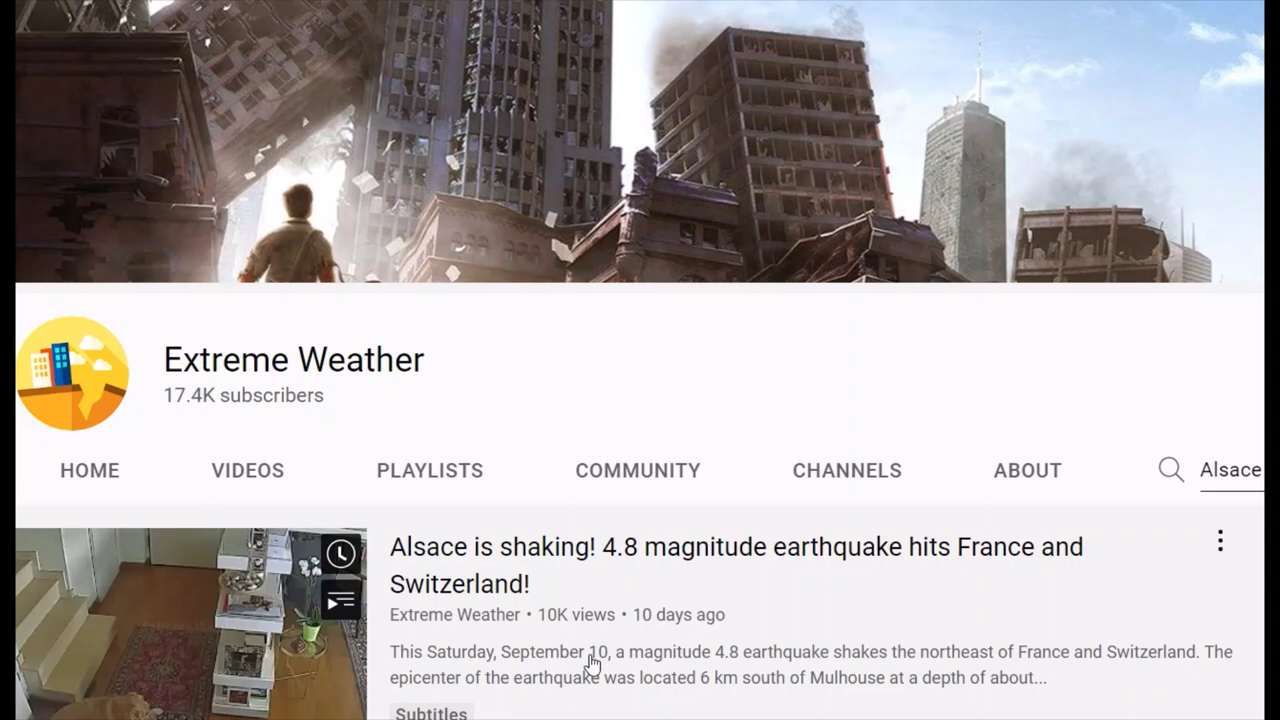 Extreme Weather
17.4K subscribers
HOME VIDEOS PLAYLISTS COMMUNITY CHANNELS ABOUT Alsace
Alsace is shaking! 4.8 magnitude earthquake hits France and
Switzerland!
Extreme Weather • 10K views • 10 days ago
This Saturday, September 10, a magnitude 4.8 earthquake shakes the northeast of France and Switzerland. The
epicenter of the earthquake was located 6 km south of Mulhouse at a depth of about...
Subtitles